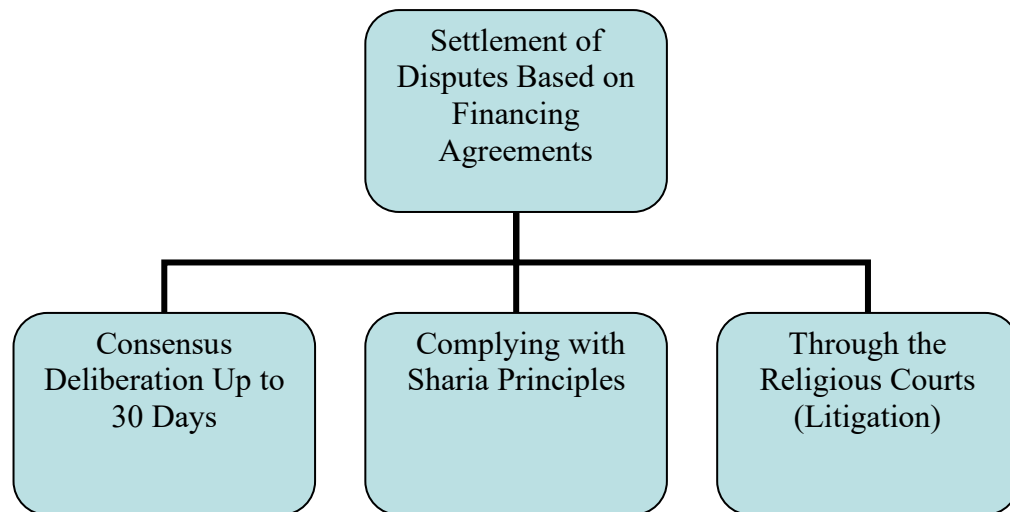 Settlement of
Disputes Based on
Financing
Agreements
Consensus
Deliberation Up to
30 Days
Complying with
Sharia Principles
Through the
Religious Courts
(Litigation)